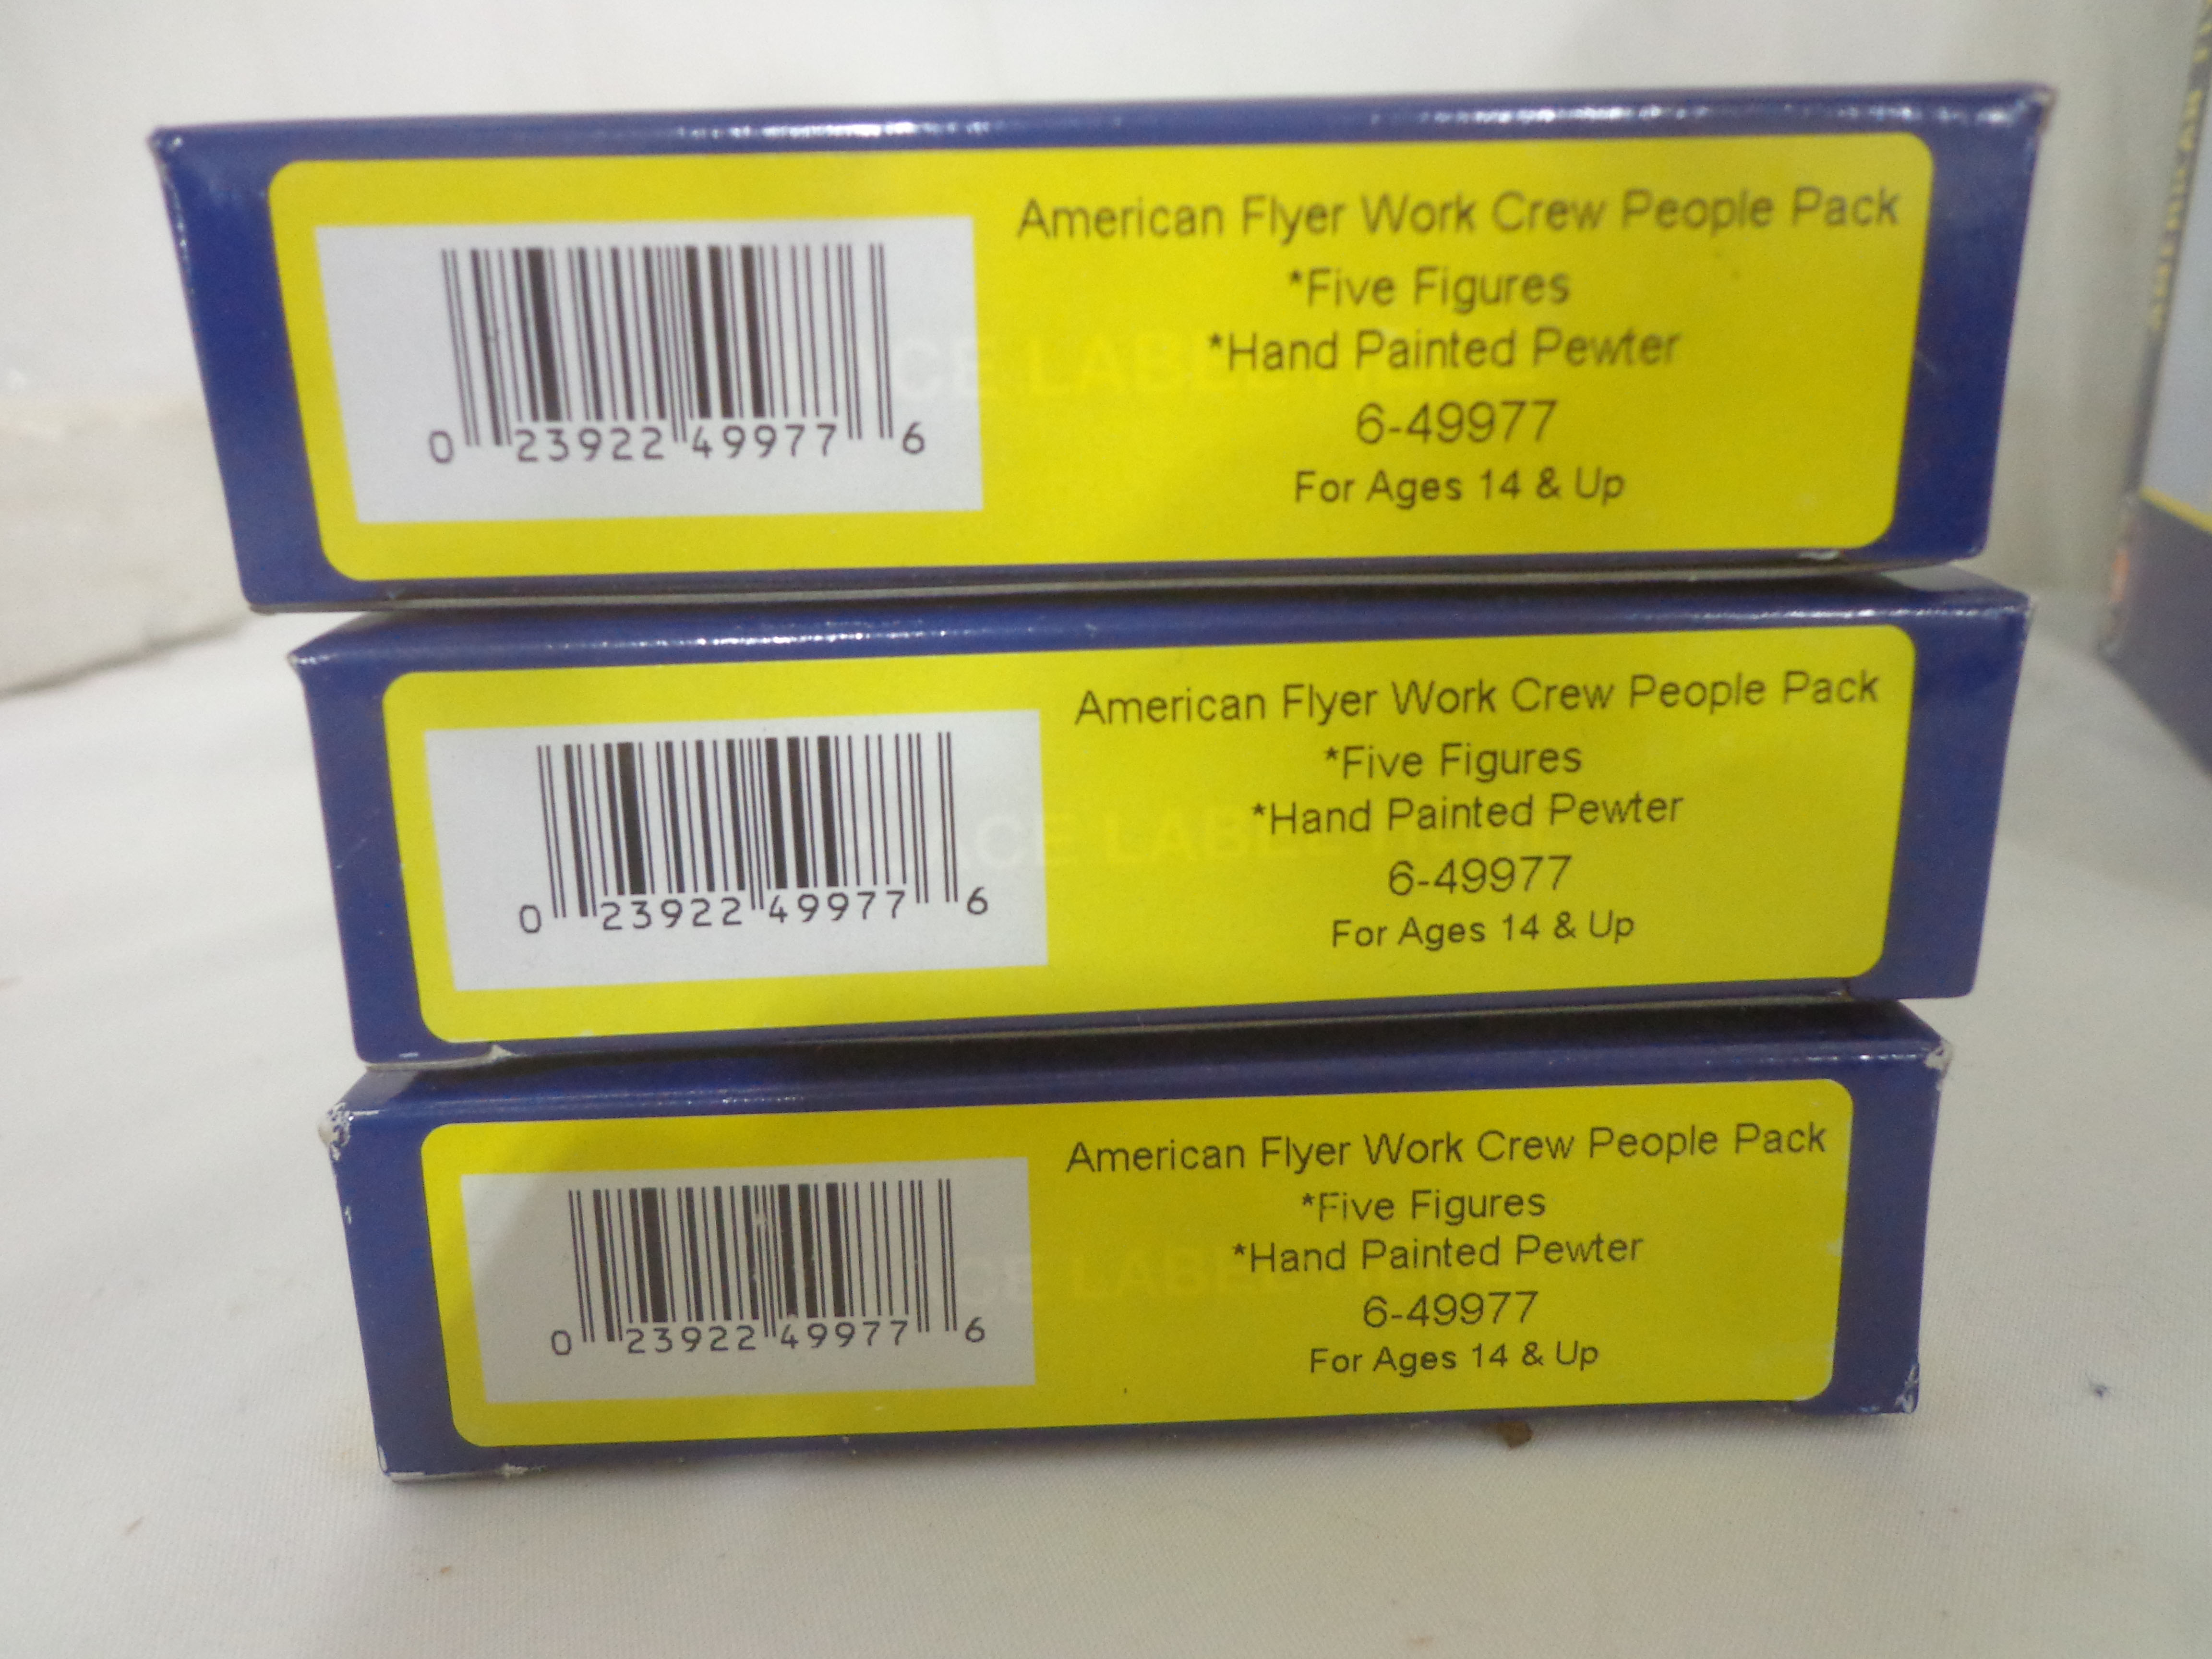 American Flyer Work Crew People Pack
*Five Figures
*Hand Painted Pewter
6-49977
For Ages 14 & Up
0 23922 49977 6
American Flyer Work Crew People Pack
*Five Figures
*Hand Painted Pewter
6-49977
For Ages 14 & Up
0 23922 49977 6
American Flyer Work Crew People Pack
*Five Figures
*Hand Painted Pewter
6-49977
For Ages 14 & Up
0 23922 49977 6